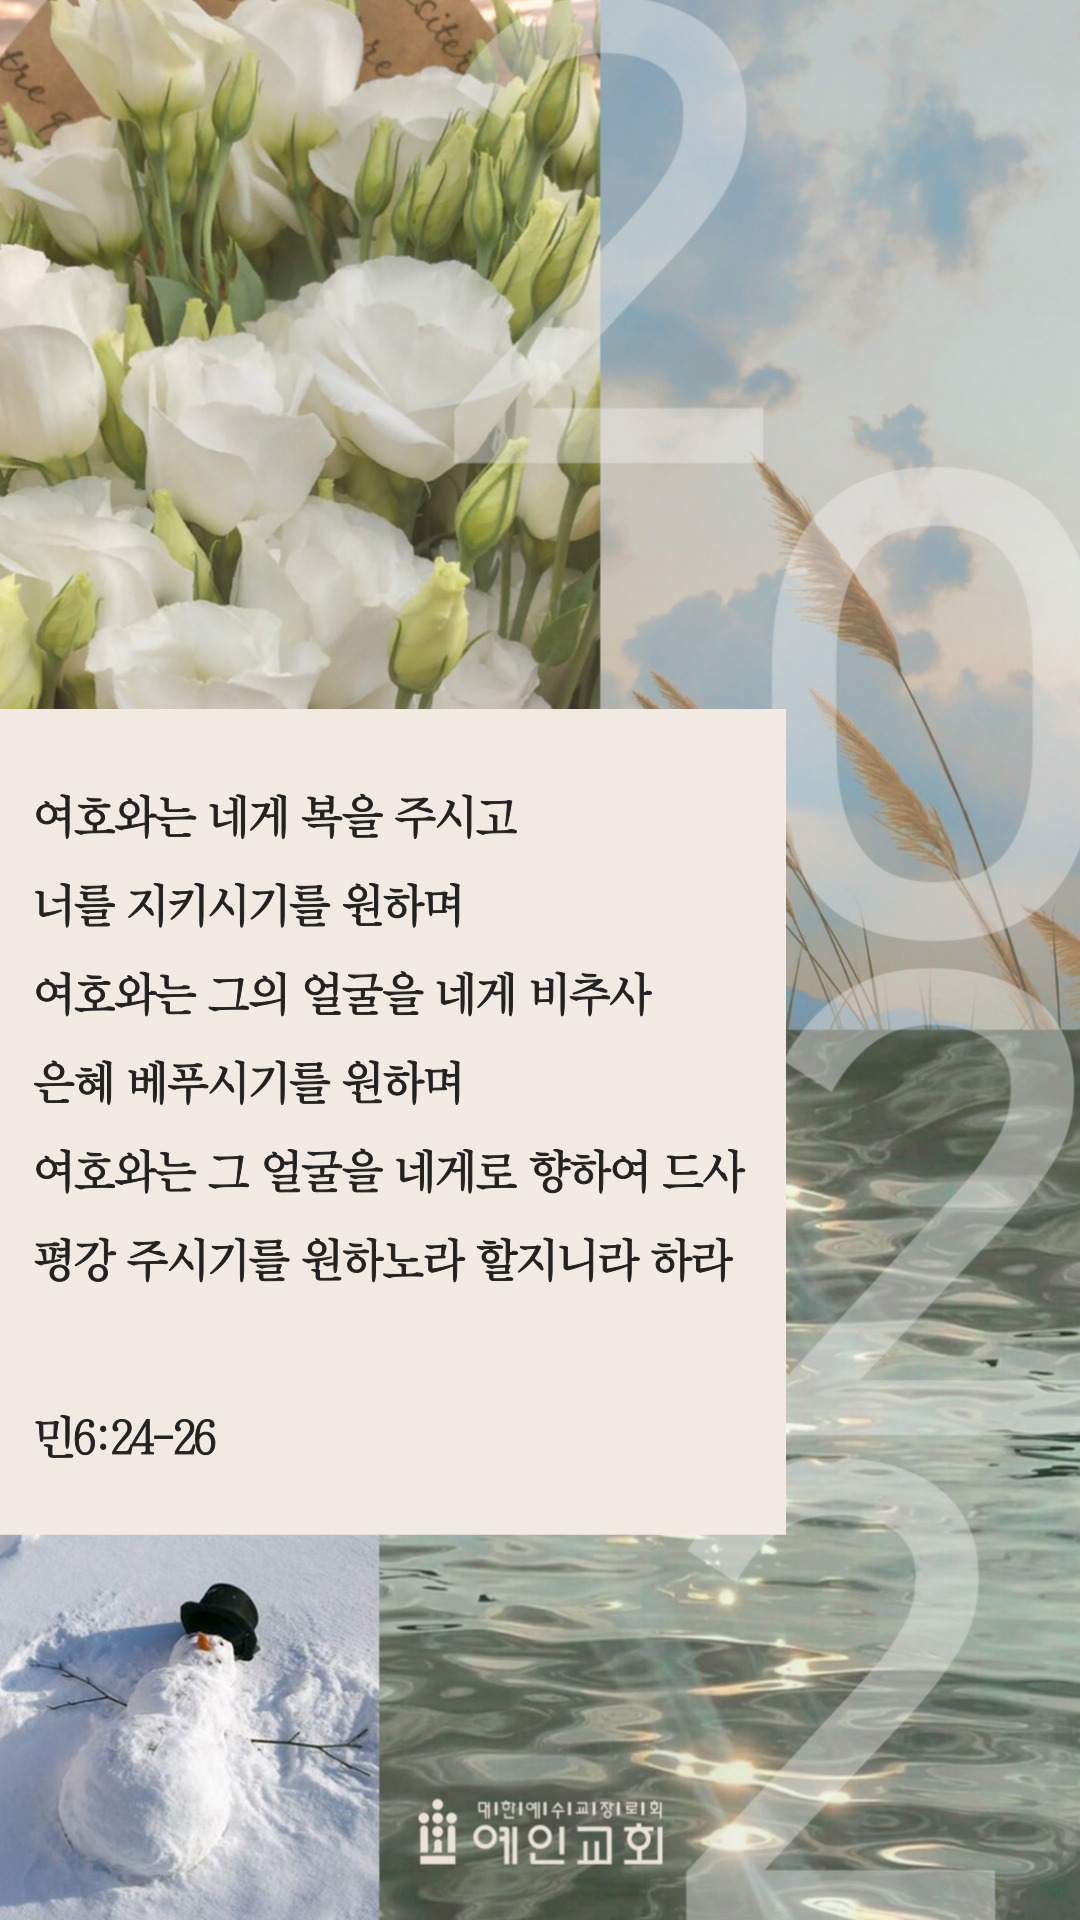 2
0
2
2
여호와는 네게 복을 주시고
너를 지키시기를 원하며
여호와는 그의 얼굴을 네게 비추사
은혜 베푸시기를 원하며
여호와는 그 얼굴을 네게로 향하여 드사
평강 주시기를 원하노라 할지니라 하라
민6:24-26
대한예수교장로회
예인교회